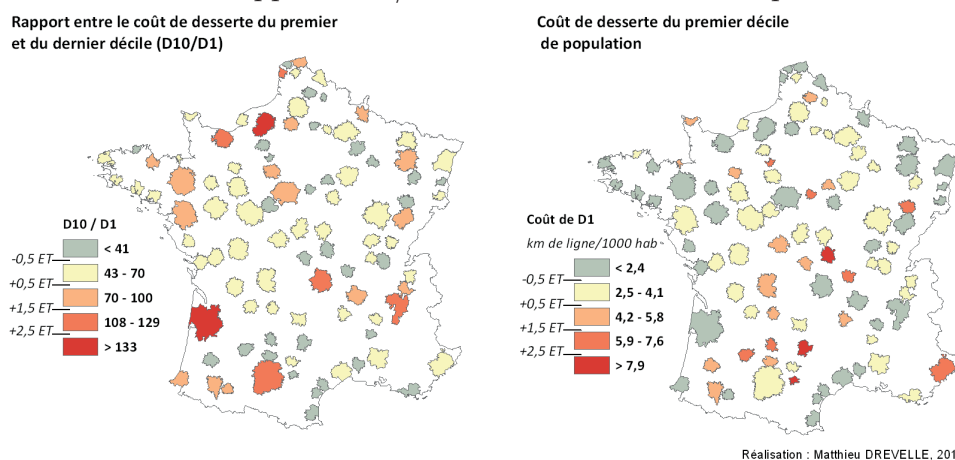 Rapport entre le coût de desserte du premier
et du dernier décile (D10/D1)
D10 / D1
< 41
-0,5 ET
43 - 70
+0,5 ET
70 - 100
+1,5 ET
108 - 129
+2,5 ET
> 133
Coût de desserte du premier décile
de population
Coût de D1
km de ligne/1000 hab
< 2,4
-0,5 ET
2,5 - 4,1
+0,5 ET
4,2 - 5,8
+1,5 ET
5,9 - 7,6
+2,5 ET
> 7,9
Réalisation : Matthieu DREVELLE, 201